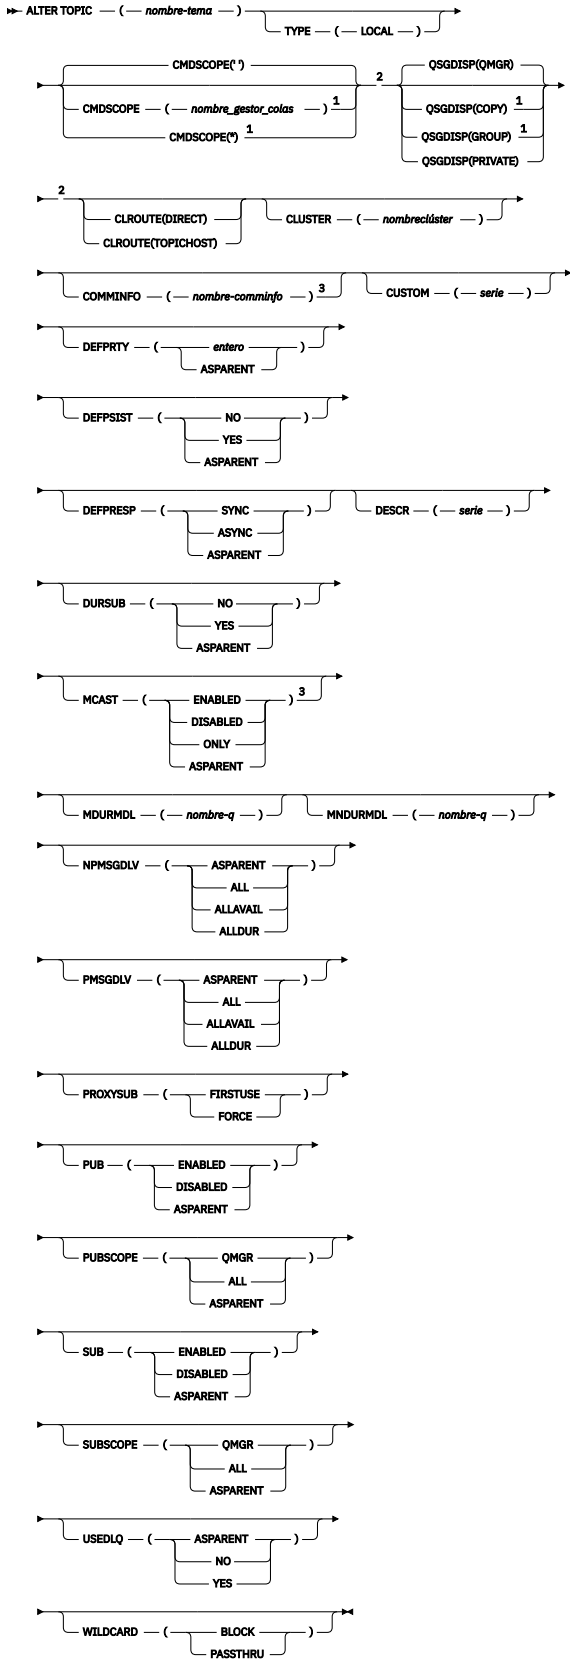 ALTER TOPIC ( nombre-tema )
TYPE ( LOCAL )
CMDSCOPE(' ')
CMDSCOPE ( nombre_gestor_colas ) 1
CMDSCOPE(*) 1
2
QSGDISP(QMGR)
QSGDISP(COPY) 1
QSGDISP(GROUP) 1
QSGDISP(PRIVATE)
2
CLROUTE(DIRECT)
CLROUTE(TOPICHOST)
CLUSTER ( nombreclúster )
COMMINFO ( nombre-comminfo ) 3
CUSTOM ( serie )
DEFPRTY ( entero )
ASPARENT
DEFPSIST ( NO )
YES
ASPARENT
DEFPRESP ( SYNC )
ASYNC
ASPARENT
DESCR ( serie )
DURSUB ( NO )
YES
ASPARENT
MCAST ( ENABLED ) 3
DISABLED
ONLY
ASPARENT
MDURMDL ( nombre-q )
MNDURMDL ( nombre-q )
NPMSGDLV ( ASPARENT )
ALL
ALLAVAIL
ALLDUR
PMSGDLV ( ASPARENT )
ALL
ALLAVAIL
ALLDUR
PROXYSUB ( FIRSTUSE )
FORCE
PUB ( ENABLED )
DISABLED
ASPARENT
PUBSCOPE ( QMGR )
ALL
ASPARENT
SUB ( ENABLED )
DISABLED
ASPARENT
SUBSCOPE ( QMGR )
ALL
ASPARENT
USEDLQ ( ASPARENT )
NO
YES
WILDCARD ( BLOCK )
PASSTHRU